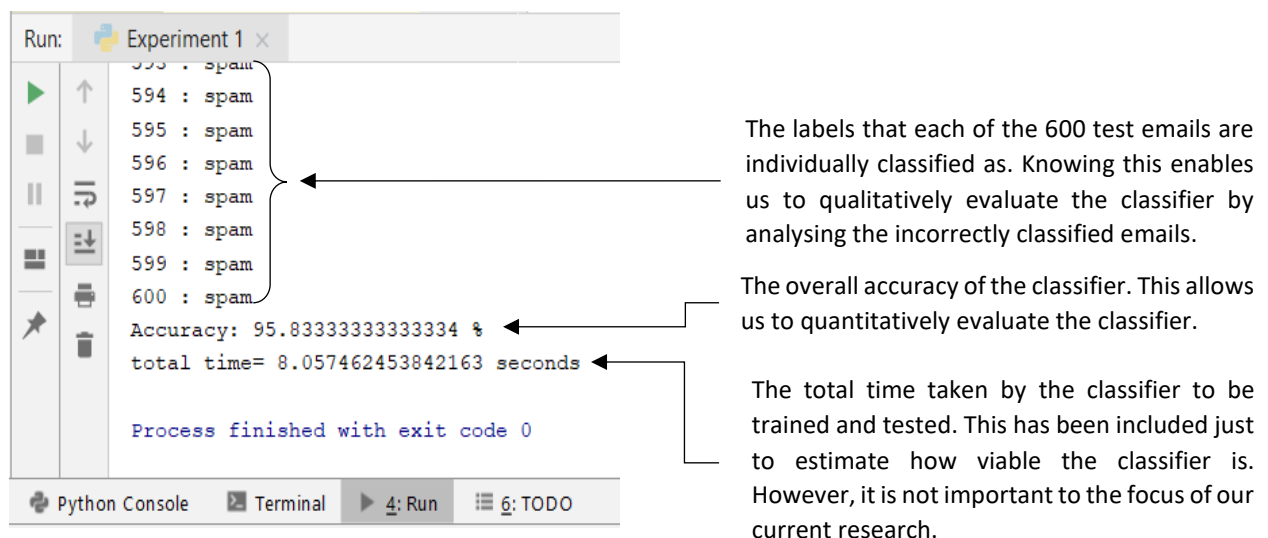 Run: Experiment 1 ×
593 : spam
594 : spam
595 : spam
596 : spam
597 : spam
598 : spam
599 : spam
600 : spam
Accuracy: 95.83333333333334 %
total time= 8.057462453842163 seconds
Process finished with exit code 0
Python Console Terminal 4: Run 6: TODO
The labels that each of the 600 test emails are
individually classified as. Knowing this enables
us to qualitatively evaluate the classifier by
analysing the incorrectly classified emails.
The overall accuracy of the classifier. This allows
us to quantitatively evaluate the classifier.
The total time taken by the classifier to be
trained and tested. This has been included just
to estimate how viable the classifier is.
However, it is not important to the focus of our
current research.